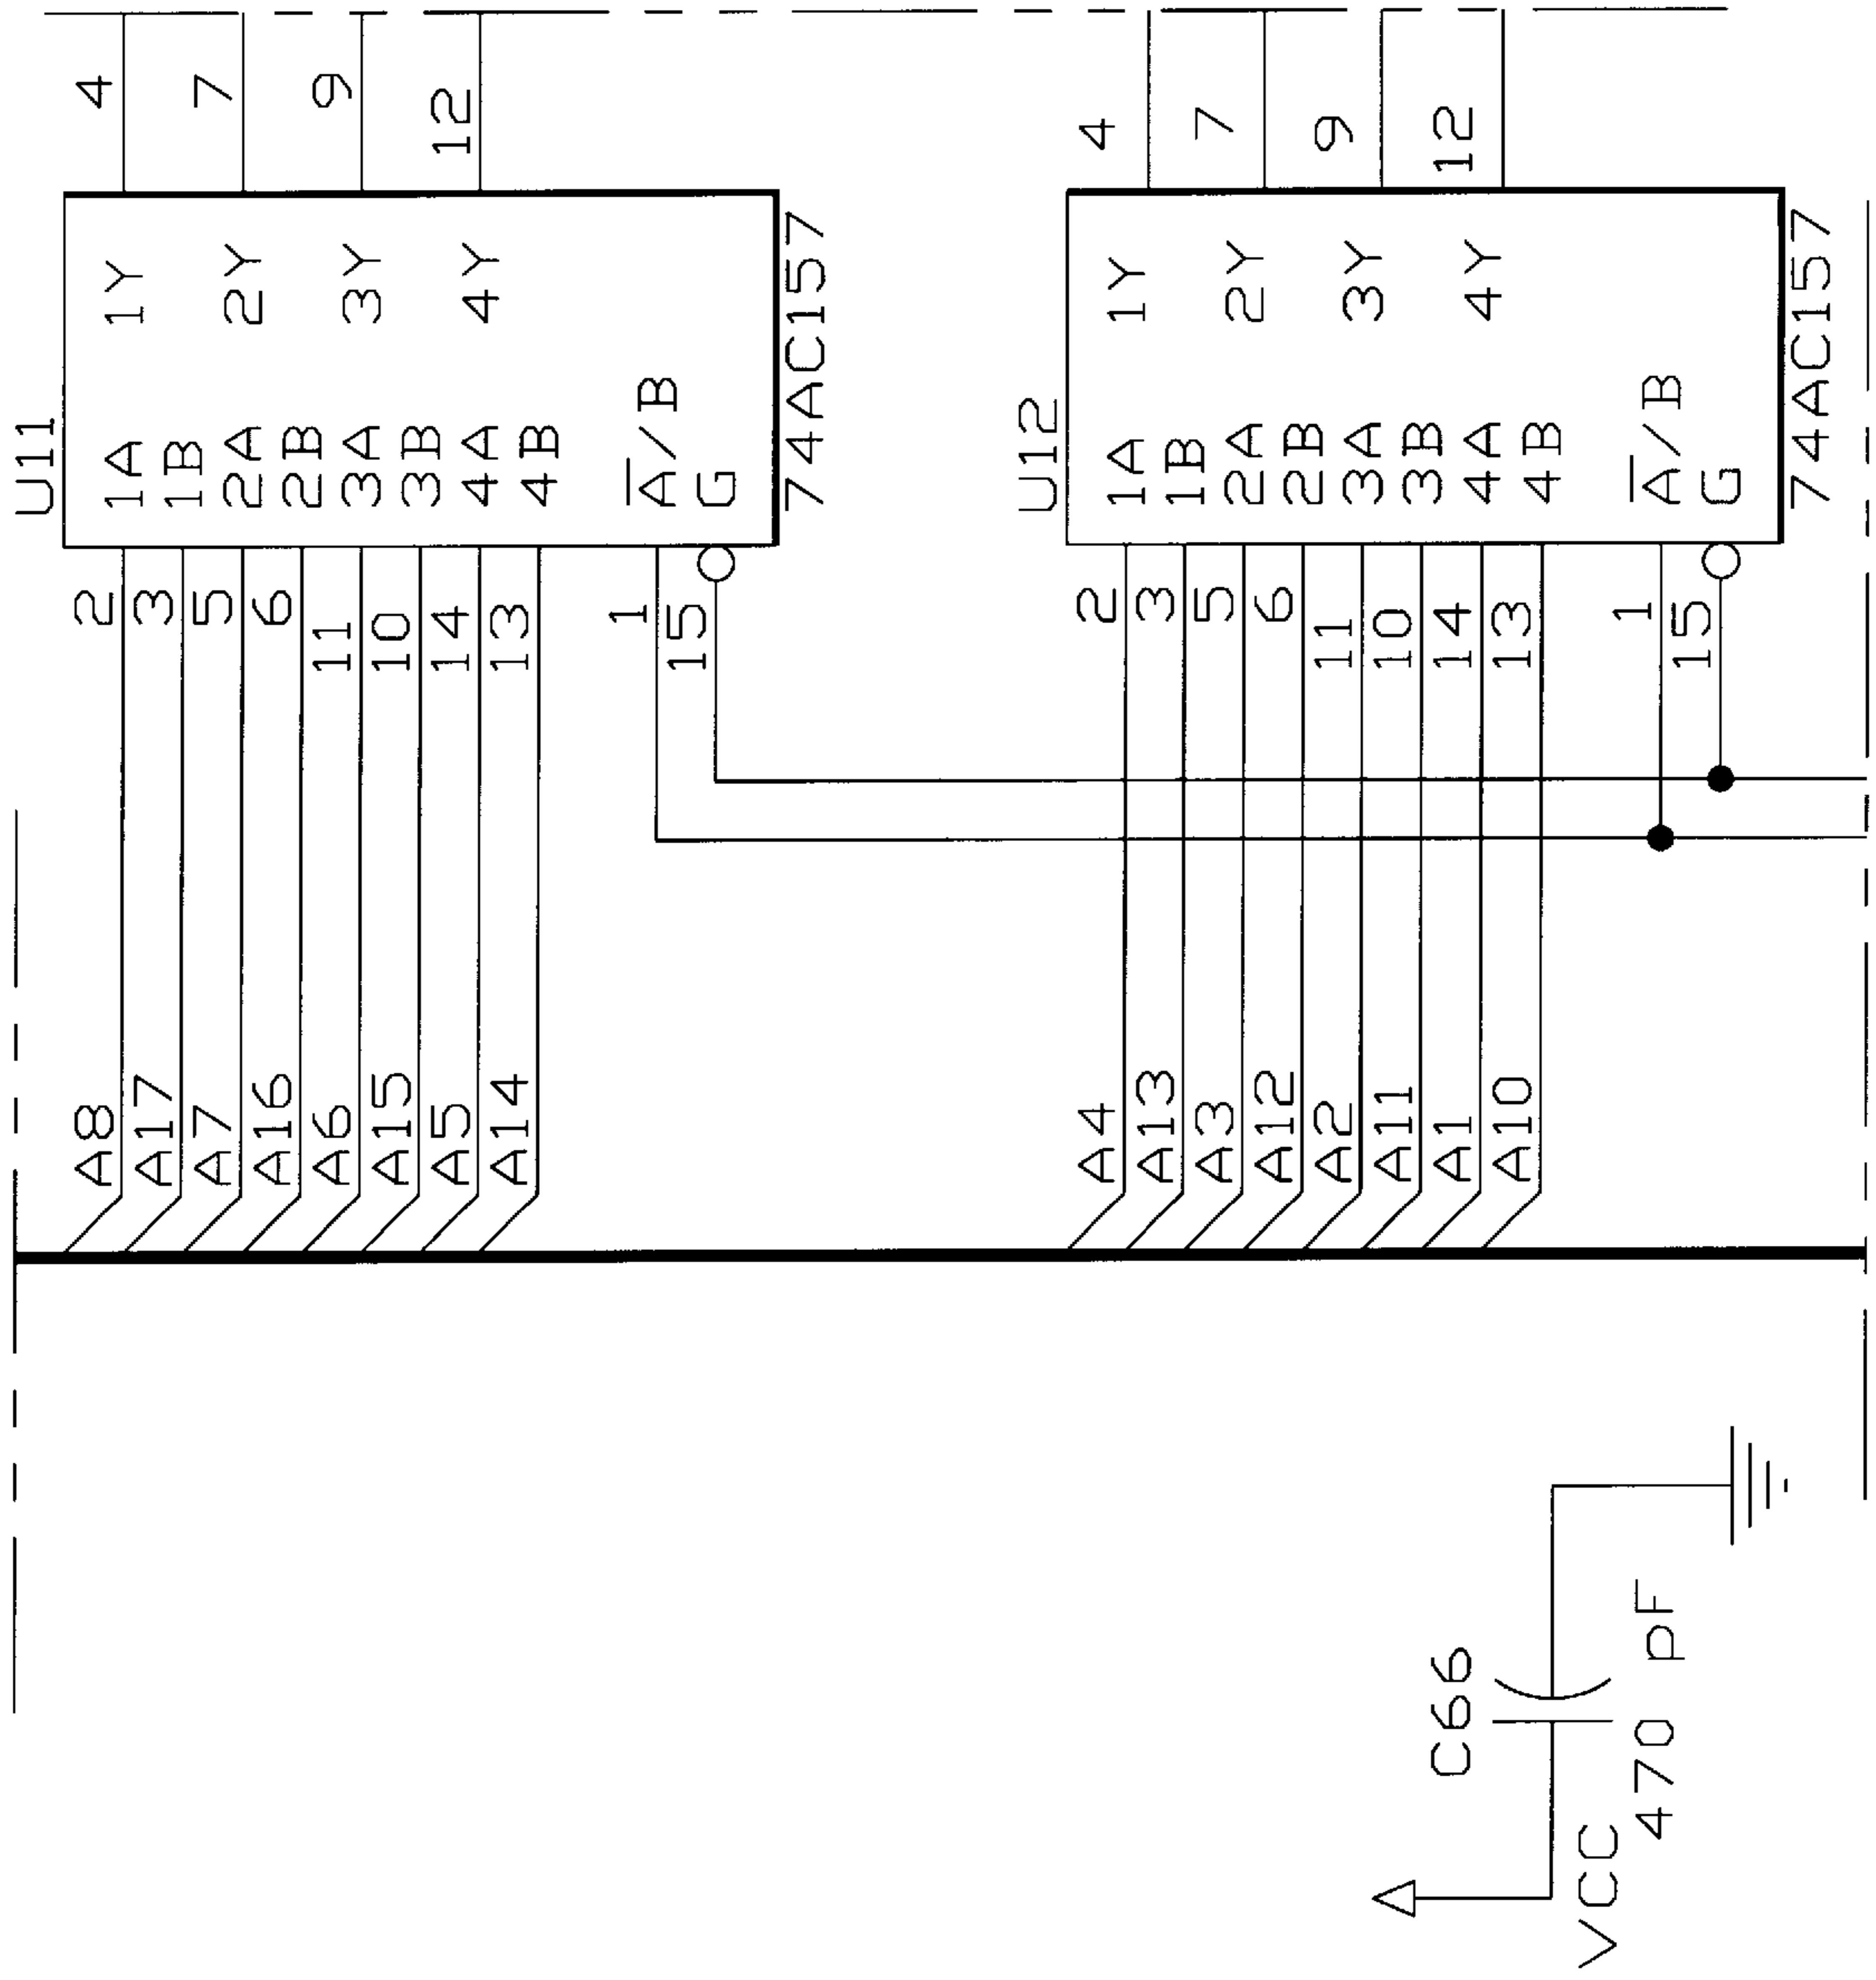 U11
A8 2 1A 1Y 4
A17 3 1B
A7 5 2A 2Y 7
A16 6 2B
A6 11 3A 3Y 9
A15 10 3B
A5 14 4A 4Y 12
A14 13 4B
1 A̅/B
15 G
74AC157
U12
A4 2 1A 1Y 4
A13 3 1B
A3 5 2A 2Y 7
A12 6 2B
A2 11 3A 3Y 9
A11 10 3B
A1 14 4A 4Y 12
A10 13 4B
1 A̅/B
15 G
74AC157
C66
VCC
470 pF